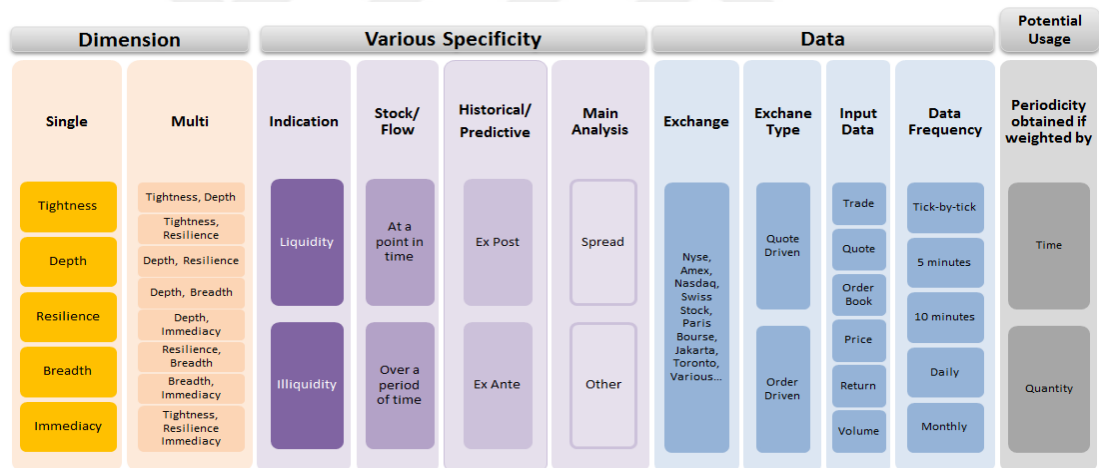 Dimension
Various Specificity
Data
Potential
Usage
Single
Multi
Indication
Stock/
Flow
Historical/
Predictive
Main
Analysis
Exchange
Exchane
Type
Input
Data
Data
Frequency
Periodicity
obtained if
weighted by
Tightness
Depth
Resilience
Breadth
Immediacy
Tightness, Depth
Tightness,
Resilience
Depth, Resilience
Depth, Breadth
Depth,
Immediacy
Resilience,
Breadth
Breadth,
Immediacy
Tightness,
Resilience
Immediacy
Liquidity
Illiquidity
At a
point in
time
Over a
period
of time
Ex Post
Ex Ante
Spread
Other
Nyse,
Amex,
Nasdaq,
Swiss
Stock,
Paris
Bourse,
Jakarta,
Toronto,
Various...
Quote
Driven
Order
Driven
Trade
Quote
Order
Book
Price
Return
Volume
Tick-by-tick
5 minutes
10 minutes
Daily
Monthly
Time
Quantity